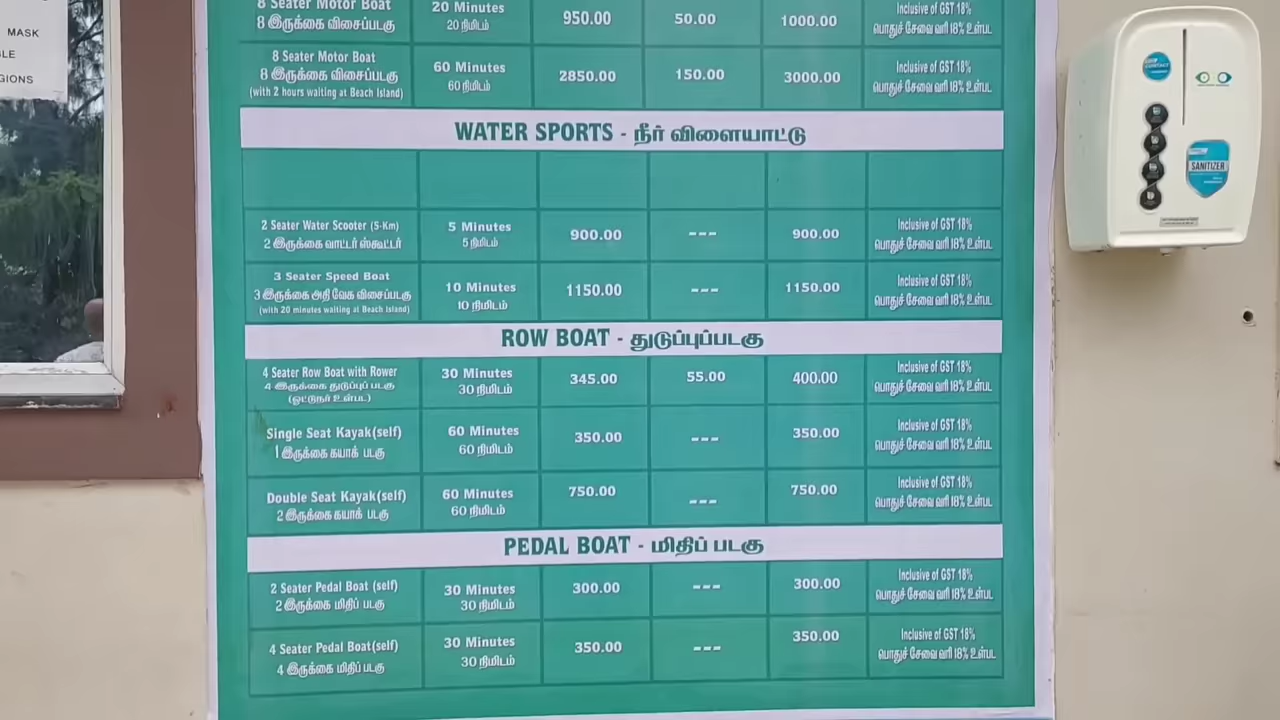 MASK
GIONS
8 Seater Motor Boat
8 இருக்கை விசைப்படகு
20 Minutes
20 நிமிடம்
950.00
50.00
1000.00
Inclusive of GST 18%
பொதுச் சேவை வரி 18% உள்பட
8 Seater Motor Boat
8 இருக்கை விசைப்படகு
(with 2 hours waiting at Beach Island)
60 Minutes
60 நிமிடம்
2850.00
150.00
3000.00
Inclusive of GST 18%
பொதுச் சேவை வரி 18% உள்பட
WATER SPORTS - நீர் விளையாட்டு
2 Seater Water Scooter (5-Km)
2 இருக்கை வாட்டர் ஸ்கூட்டர்
5 Minutes
5 நிமிடம்
900.00
---
900.00
Inclusive of GST 18%
பொதுச் சேவை வரி 18% உள்பட
3 Seater Speed Boat
3 இருக்கை அதி வேக விசைப்படகு
(with 20 minutes waiting at Beach Island)
10 Minutes
10 நிமிடம்
1150.00
---
1150.00
Inclusive of GST 18%
பொதுச் சேவை வரி 18% உள்பட
ROW BOAT - துடுப்புப்படகு
4 Seater Row Boat with Rower
4 இருக்கை துடுப்புப் படகு
(ஓட்டுநர் உள்பட)
30 Minutes
30 நிமிடம்
345.00
55.00
400.00
Inclusive of GST 18%
பொதுச் சேவை வரி 18% உள்பட
Single Seat Kayak(self)
1 இருக்கை கயாக் படகு
60 Minutes
60 நிமிடம்
350.00
---
350.00
Inclusive of GST 18%
பொதுச் சேவை வரி 18% உள்பட
Double Seat Kayak(self)
2 இருக்கை கயாக் படகு
60 Minutes
60 நிமிடம்
750.00
---
750.00
Inclusive of GST 18%
பொதுச் சேவை வரி 18% உள்பட
PEDAL BOAT - மிதிப் படகு
2 Seater Pedal Boat (self)
2 இருக்கை மிதிப் படகு
30 Minutes
30 நிமிடம்
300.00
---
300.00
Inclusive of GST 18%
பொதுச் சேவை வரி 18% உள்பட
4 Seater Pedal Boat(self)
4 இருக்கை மிதிப் படகு
30 Minutes
30 நிமிடம்
350.00
---
350.00
Inclusive of GST 18%
பொதுச் சேவை வரி 18% உள்பட
SANITIZER